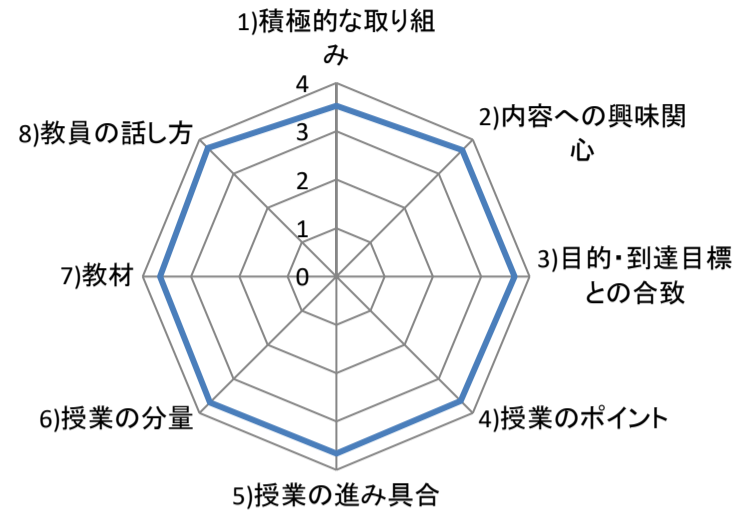 1)積極的な取り組
み
2)内容への興味関
心
3)目的・到達目標
との合致
4)授業のポイント
5)授業の進み具合
6)授業の分量
7)教材
8)教員の話し方
4
3
2
1
0